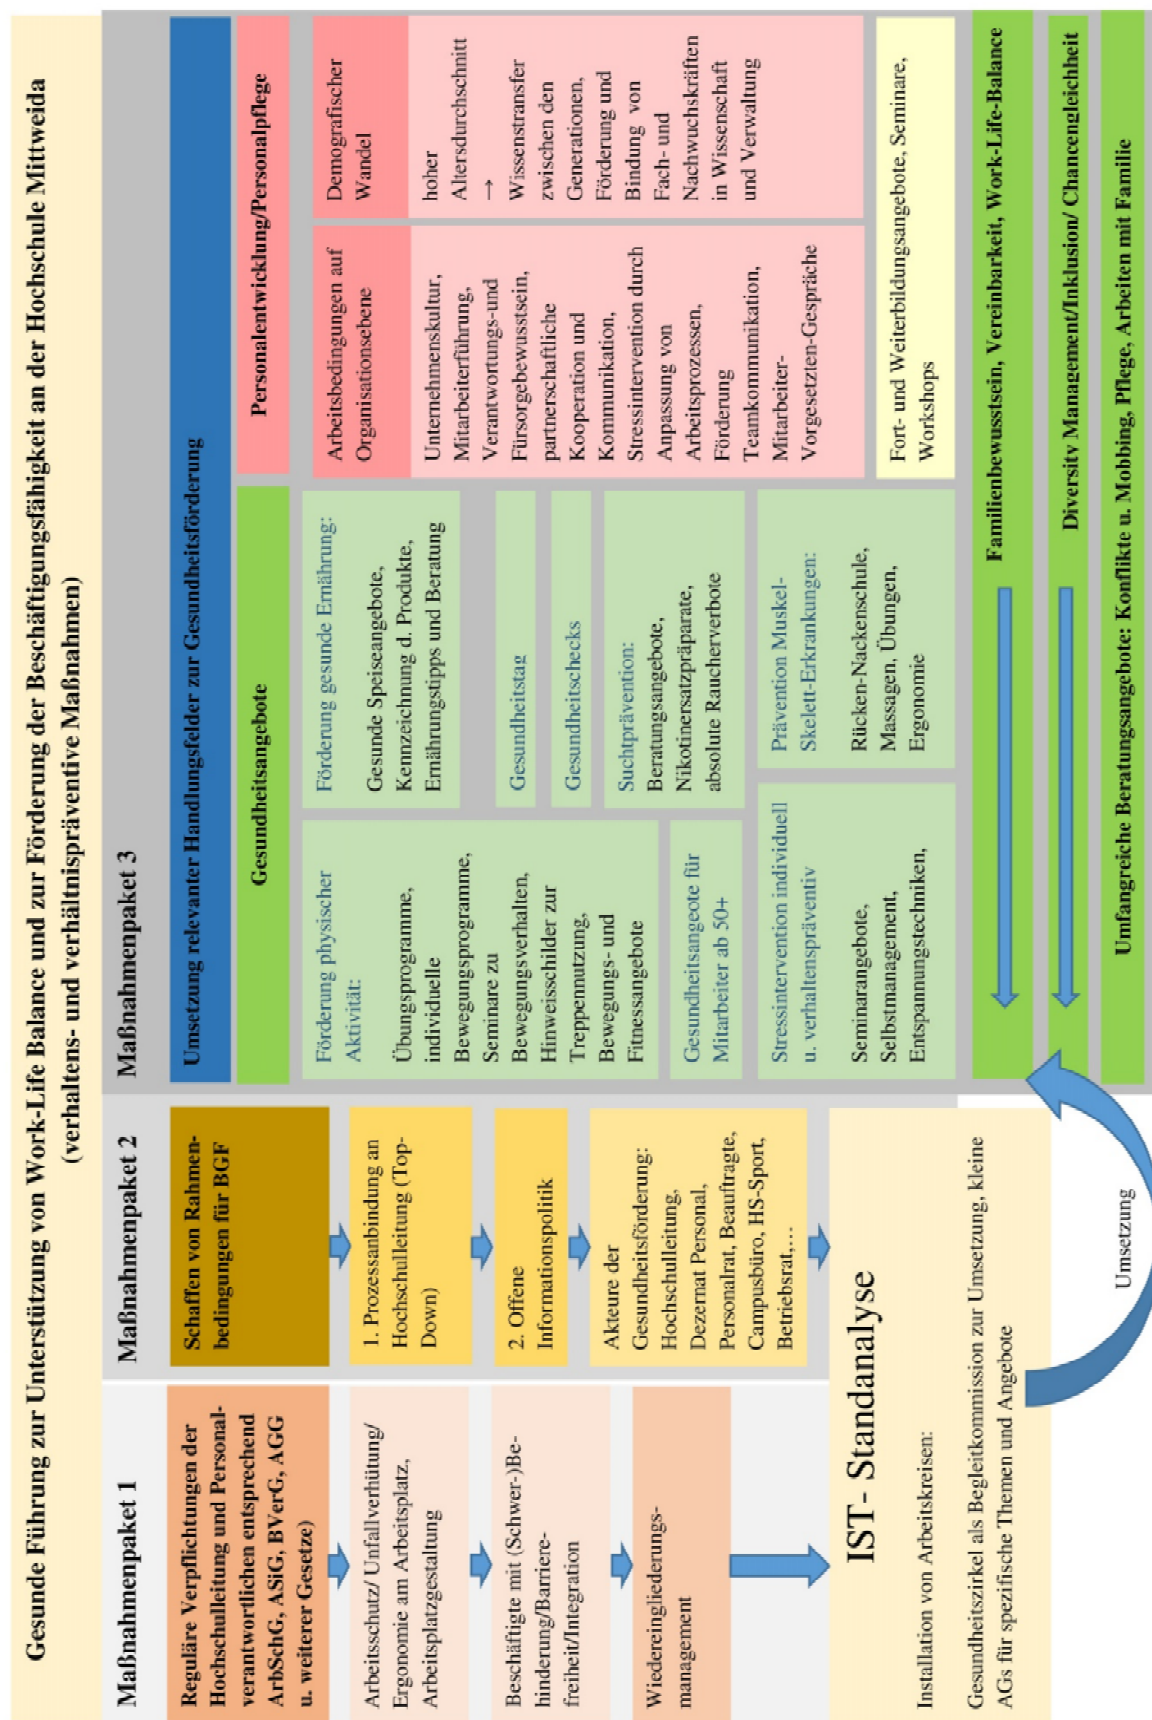 Gesunde Führung zur Unterstützung von Work-Life Balance und zur Förderung der Beschäftigungsfähigkeit an der Hochschule Mittweida
(verhaltens- und verhältnispräventive Maßnahmen)
Maßnahmenpaket 1
Reguläre Verpflichtungen der
Hochschulleitung und Personal-
verantwortlichen entsprechend
ArbSchG, ASiG, BVerG, AGG
u. weiterer Gesetze)
Arbeitsschutz/ Unfallverhütung/
Ergonomie am Arbeitsplatz,
Arbeitsplatzgestaltung
Beschäftigte mit (Schwer-)Be-
hinderung/Barriere-
freiheit/Integration
Wiedereingliederungs-
management
Maßnahmenpaket 2
Schaffen von Rahmen-
bedingungen für BGF
1. Prozessanbindung an
Hochschulleitung (Top-
Down)
2. Offene
Informationspolitik
Akteure der
Gesundheitsförderung:
Hochschulleitung,
Dezernat Personal,
Personalrat, Beauftragte,
Campusbüro, HS-Sport,
Betriebsrat,…
IST- Standanalyse
Installation von Arbeitskreisen:
Gesundheitszirkel als Begleitkommission zur Umsetzung, kleine
AGs für spezifische Themen und Angebote
Umsetzung
Maßnahmenpaket 3
Umsetzung relevanter Handlungsfelder zur Gesundheitsförderung
Gesundheitsangebote
Förderung physischer
Aktivität:
Übungsprogramme,
individuelle
Bewegungsprogramme,
Seminare zu
Bewegungsverhalten,
Hinweisschilder zur
Treppennutzung,
Bewegungs- und
Fitnessangebote
Gesundheitsangeote für
Mitarbeiter ab 50+
Stressintervention individuell
u. verhaltenspräventiv
Seminarangebote,
Selbstmanagement,
Entspannungstechniken,
Förderung gesunde Ernährung:
Gesunde Speiseangebote,
Kennzeichnung d. Produkte,
Ernährungstipps und Beratung
Gesundheitstag
Gesundheitschecks
Suchtprävention:
Beratungsangebote,
Nikotinersatzpräparate,
absolute Raucherverbote
Prävention Muskel-
Skelett-Erkrankungen:
Rücken-Nackenschule,
Massagen, Übungen,
Ergonomie
Personalentwicklung/Personalpflege
Arbeitsbedingungen auf
Organisationsebene
Unternehmenskultur,
Mitarbeiterführung,
Verantwortungs-und
Fürsorgebewusstsein,
partnerschaftliche
Kooperation und
Kommunikation,
Stressintervention durch
Anpassung von
Arbeitsprozessen,
Förderung
Teamkommunikation,
Mitarbeiter-
Vorgesetzten-Gespräche
Demografischer
Wandel
hoher
Altersdurchschnitt
→
Wissenstransfer
zwischen den
Generationen,
Förderung und
Bindung von
Fach- und
Nachwuchskräften
in Wissenschaft
und Verwaltung
Fort- und Weiterbildungsangebote, Seminare,
Workshops
Familienbewusstsein, Vereinbarkeit, Work-Life-Balance
Diversity Management/Inklusion/ Chancengleichheit
Umfangreiche Beratungsangebote: Konflikte u. Mobbing, Pflege, Arbeiten mit Familie